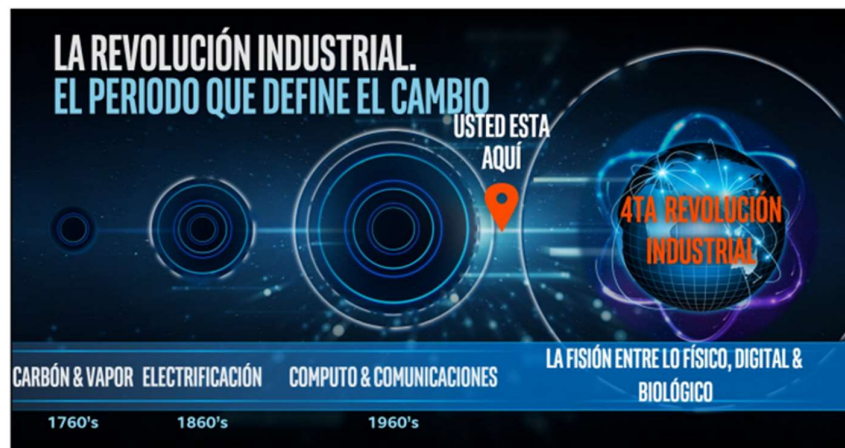 LA REVOLUCIÓN INDUSTRIAL.
EL PERIODO QUE DEFINE EL CAMBIO
USTED ESTA
AQUÍ
4TA REVOLUCIÓN
INDUSTRIAL
CARBÓN & VAPOR
1760's
ELECTRIFICACIÓN
1860's
COMPUTO & COMUNICACIONES
1960's
LA FISIÓN ENTRE LO FÍSICO, DIGITAL &
BIOLÓGICO